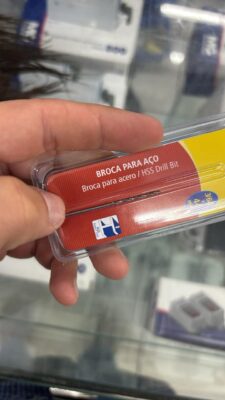 BROCA PARA AÇO
Broca para acero / HSS Drill Bit